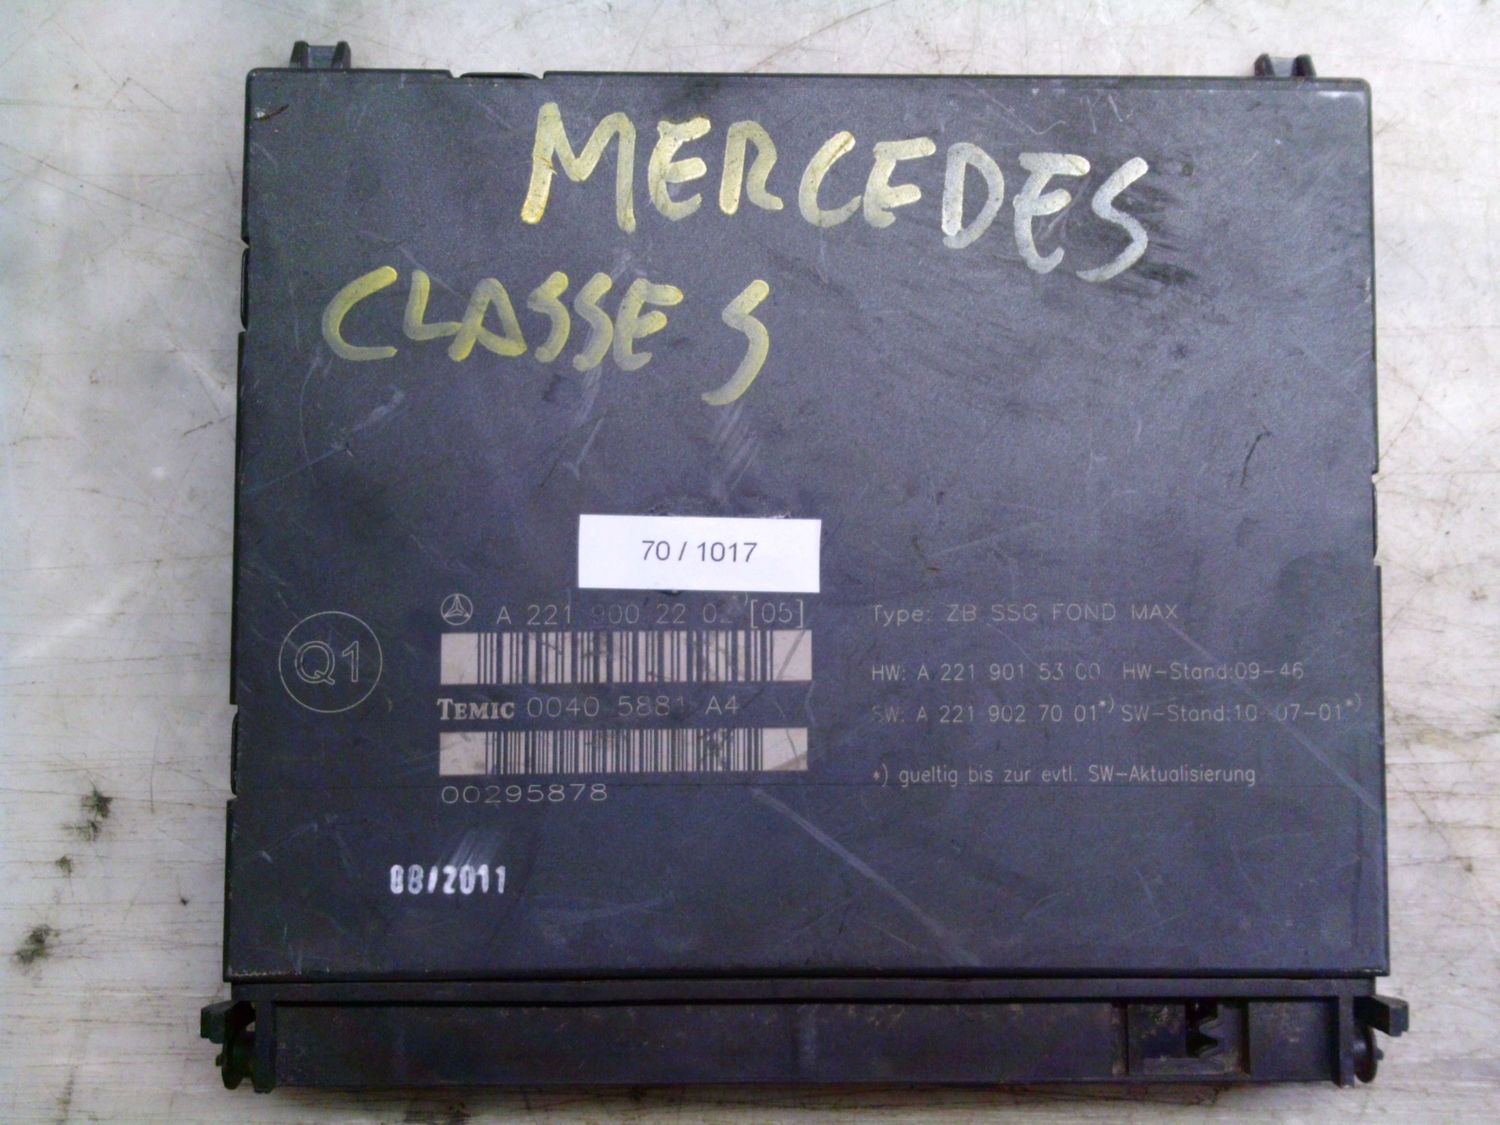 MERCEDES
CLASSE S
70 / 1017
A 221 900 22 02 [05]
Q1
TEMIC 0040 5881 A4
00295878
Type: ZB SSG FOND MAX
HW: A 221 901 53 00 HW-Stand:09-46
SW: A 221 902 70 01*) SW-Stand:10-07-01*)
*) gueltig bis zur evtl. SW-Aktualisierung
08/2011